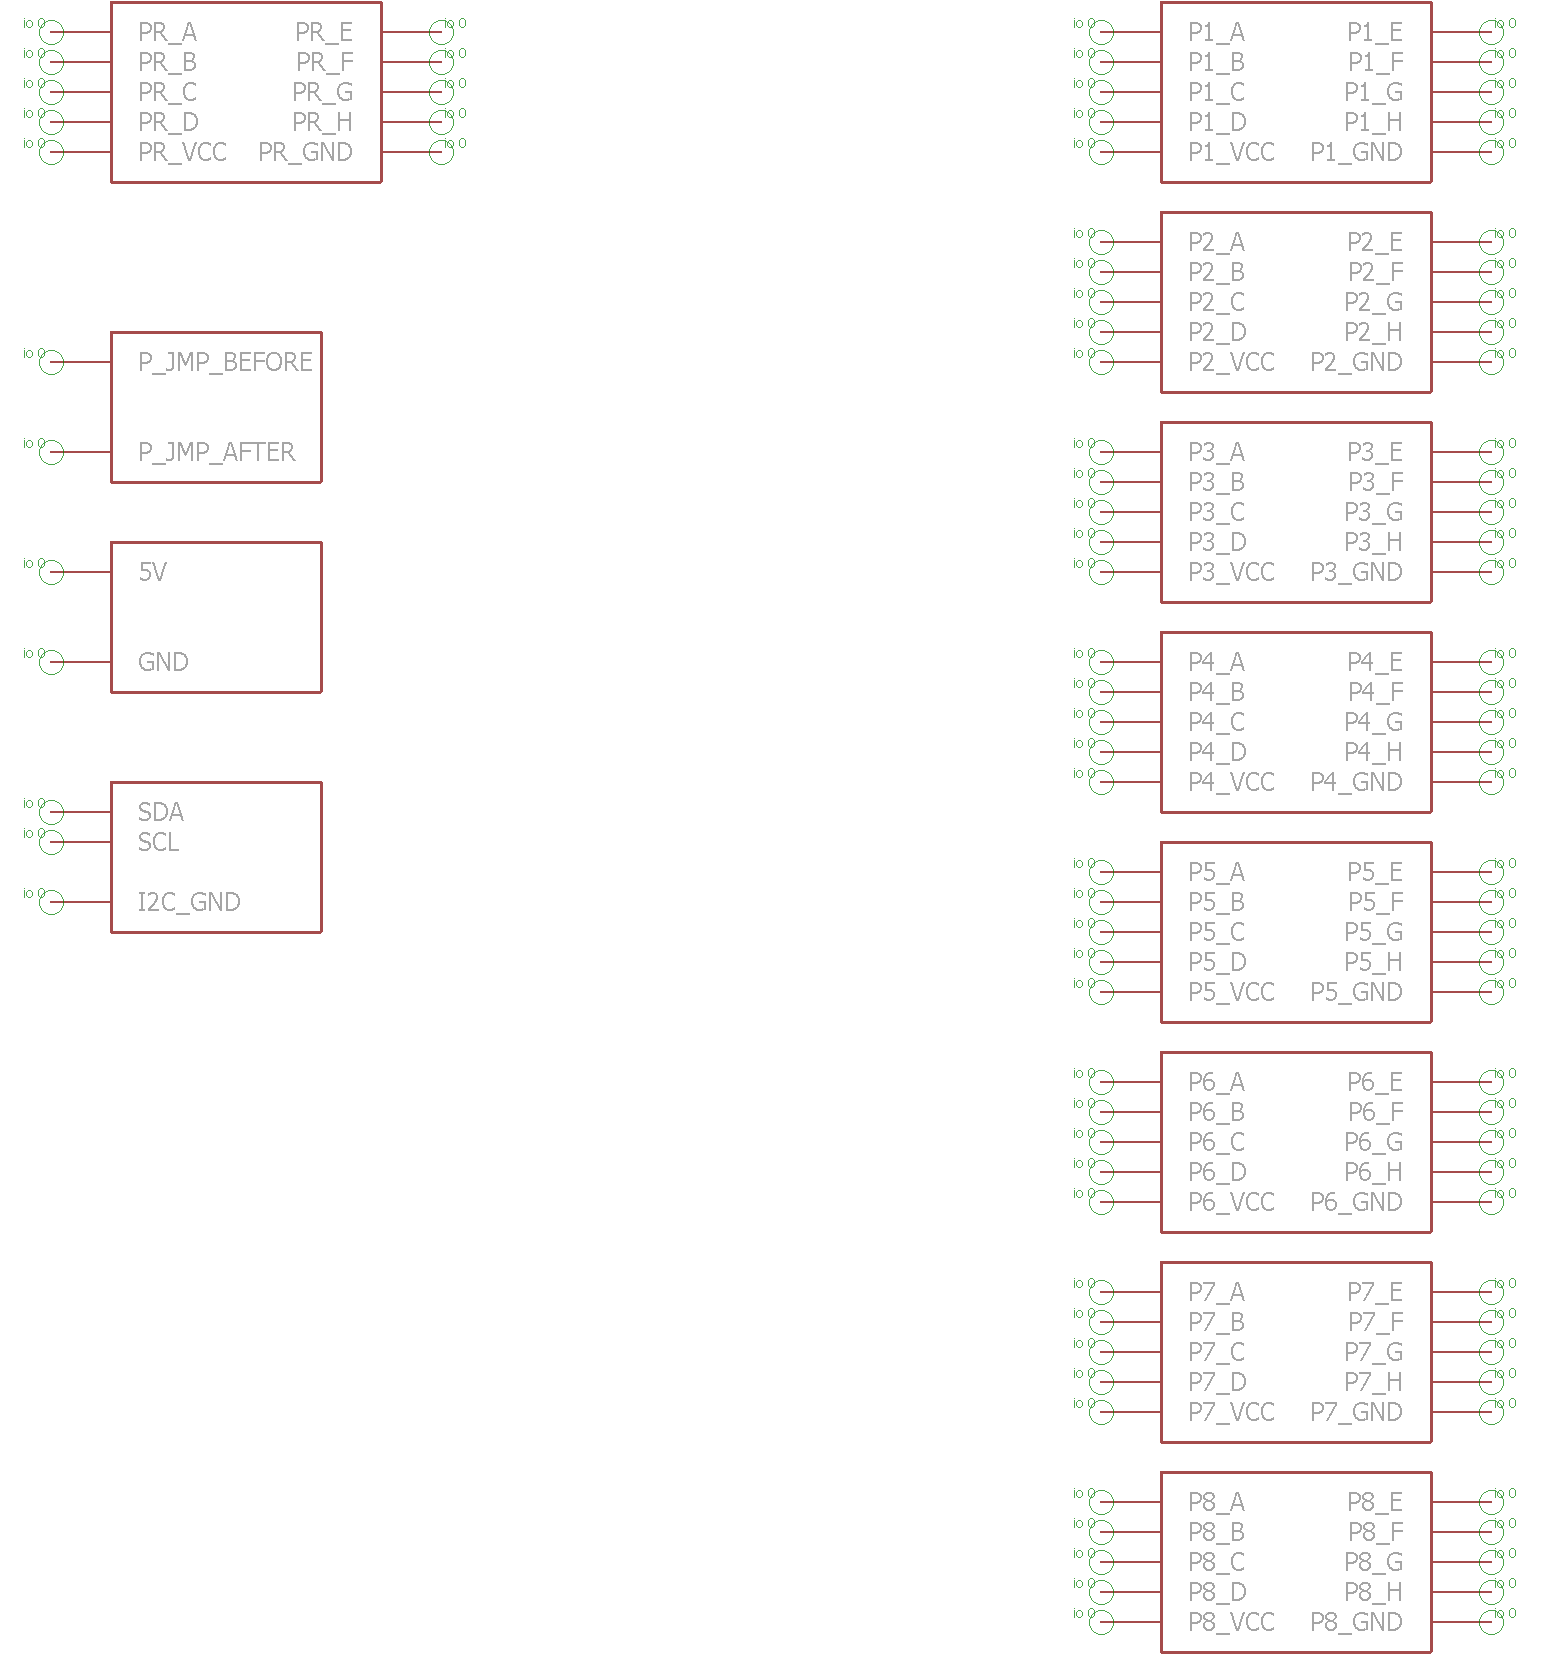 io 0 PR_A PR_E io 0
io 0 PR_B PR_F io 0
io 0 PR_C PR_G io 0
io 0 PR_D PR_H io 0
io 0 PR_VCC PR_GND io 0
io 0 P_JMP_BEFORE
io 0 P_JMP_AFTER
io 0 5V
io 0 GND
io 0 SDA
io 0 SCL
io 0 I2C_GND
io 0 P1_A P1_E io 0
io 0 P1_B P1_F io 0
io 0 P1_C P1_G io 0
io 0 P1_D P1_H io 0
io 0 P1_VCC P1_GND io 0
io 0 P2_A P2_E io 0
io 0 P2_B P2_F io 0
io 0 P2_C P2_G io 0
io 0 P2_D P2_H io 0
io 0 P2_VCC P2_GND io 0
io 0 P3_A P3_E io 0
io 0 P3_B P3_F io 0
io 0 P3_C P3_G io 0
io 0 P3_D P3_H io 0
io 0 P3_VCC P3_GND io 0
io 0 P4_A P4_E io 0
io 0 P4_B P4_F io 0
io 0 P4_C P4_G io 0
io 0 P4_D P4_H io 0
io 0 P4_VCC P4_GND io 0
io 0 P5_A P5_E io 0
io 0 P5_B P5_F io 0
io 0 P5_C P5_G io 0
io 0 P5_D P5_H io 0
io 0 P5_VCC P5_GND io 0
io 0 P6_A P6_E io 0
io 0 P6_B P6_F io 0
io 0 P6_C P6_G io 0
io 0 P6_D P6_H io 0
io 0 P6_VCC P6_GND io 0
io 0 P7_A P7_E io 0
io 0 P7_B P7_F io 0
io 0 P7_C P7_G io 0
io 0 P7_D P7_H io 0
io 0 P7_VCC P7_GND io 0
io 0 P8_A P8_E io 0
io 0 P8_B P8_F io 0
io 0 P8_C P8_G io 0
io 0 P8_D P8_H io 0
io 0 P8_VCC P8_GND io 0